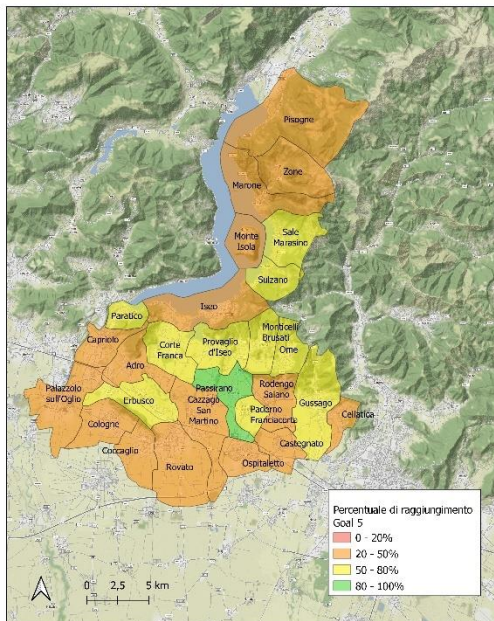 Pisogne
Zone
Marone
Monte
Isola
Sale
Marasino
Sulzano
Iseo
Paratico
Capriolo
Adro
Corte
Franca
Provaglio
d'Iseo
Monticelli
Brusati
Ome
Palazzolo
sull'Oglio
Erbusco
Passirano
Cazzago
San
Martino
Rodengo
Saiano
Paderno
Franciacorta
Gussago
Cellatica
Cologne
Castegnato
Coccaglio
Rovato
Ospitaletto
Percentuale di raggiungimento
Goal 5
0 - 20%
20 - 50%
50 - 80%
80 - 100%
0 2,5 5 km